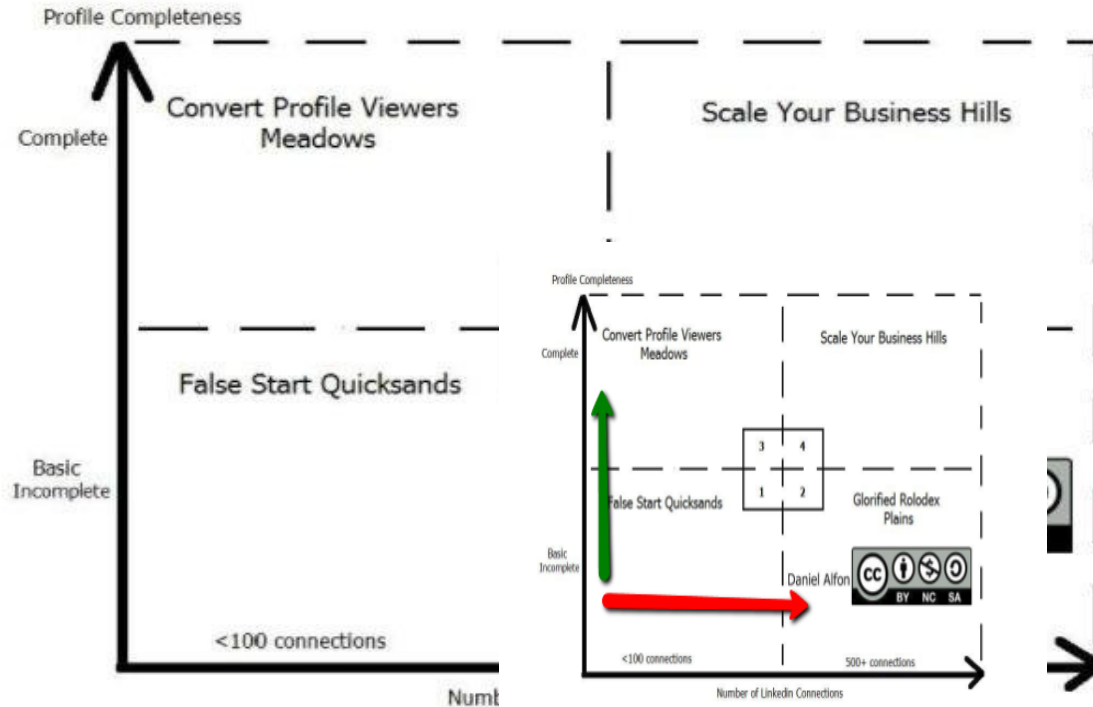 Profile Completeness
Convert Profile Viewers
Meadows
Scale Your Business Hills
Complete
False Start Quicksands
Basic
Incomplete
<100 connections
Numb
Profile Completeness
Convert Profile Viewers
Meadows
Scale Your Business Hills
Complete
3 4
1 2
False Start Quicksands
Glorified Rolodex
Plains
Basic
Incomplete
Daniel Alfon
cc
BY NC SA
<100 connections
500+ connections
Number of Linkedin Connections